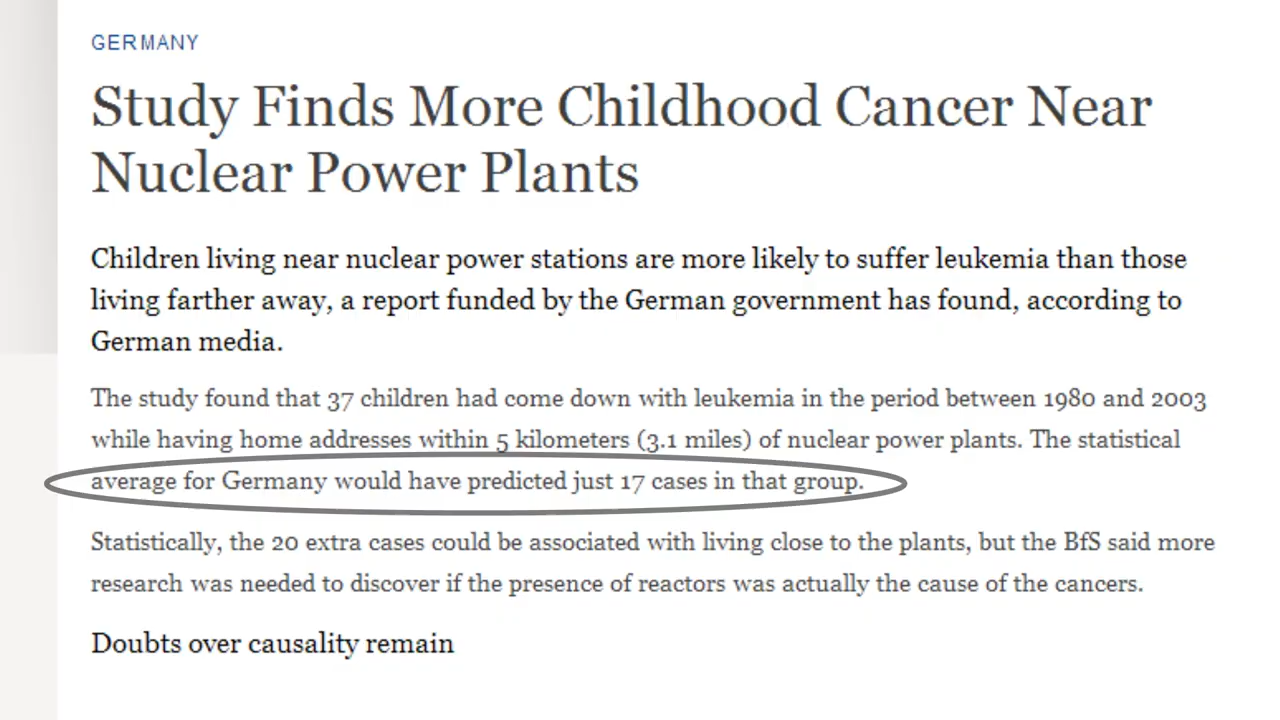 GERMANY
Study Finds More Childhood Cancer Near
Nuclear Power Plants
Children living near nuclear power stations are more likely to suffer leukemia than those
living farther away, a report funded by the German government has found, according to
German media.
The study found that 37 children had come down with leukemia in the period between 1980 and 2003
while having home addresses within 5 kilometers (3.1 miles) of nuclear power plants. The statistical
average for Germany would have predicted just 17 cases in that group.
Statistically, the 20 extra cases could be associated with living close to the plants, but the BfS said more
research was needed to discover if the presence of reactors was actually the cause of the cancers.
Doubts over causality remain